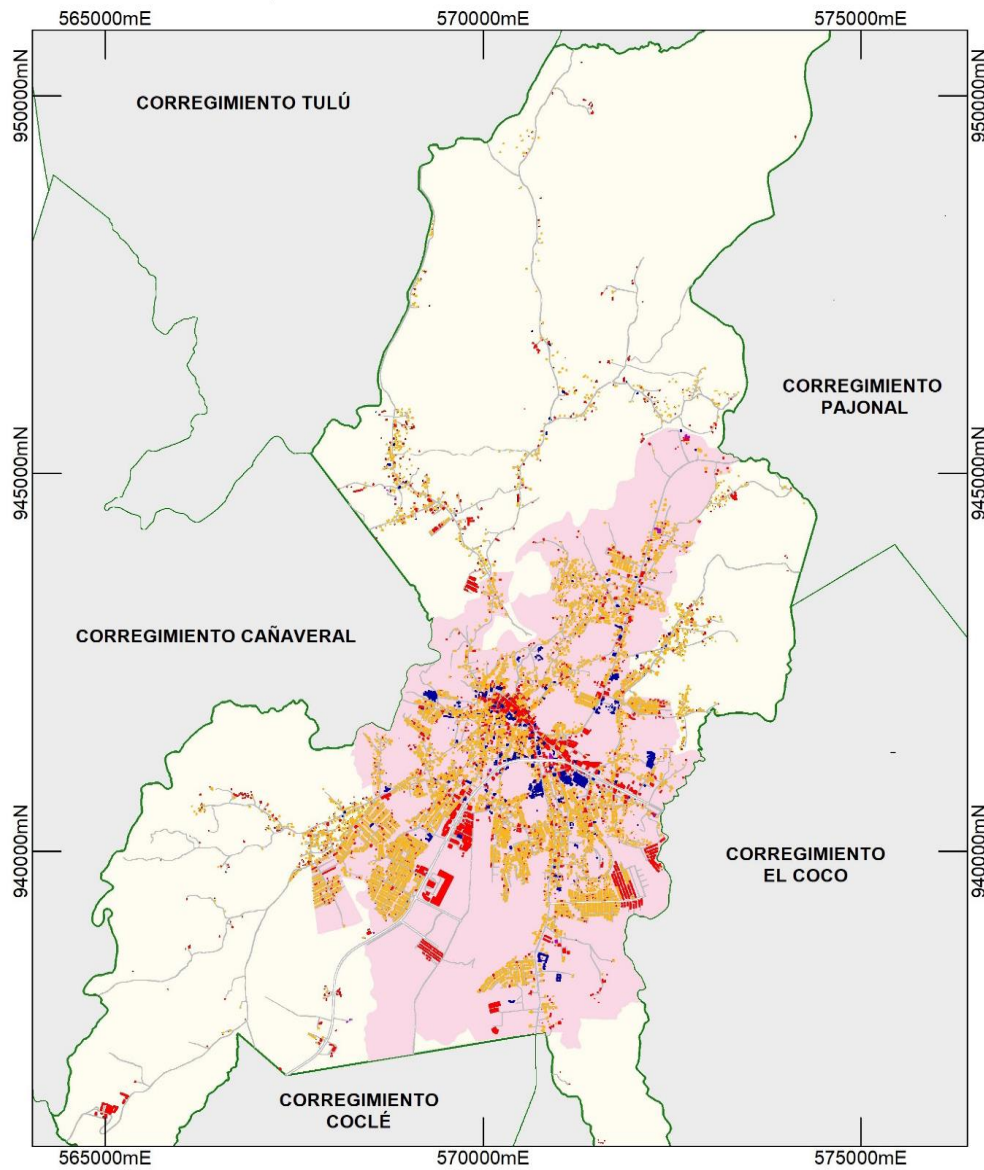 565000mE
570000mE
575000mE
950000mN
950000mN
CORREGIMIENTO TULÚ
CORREGIMIENTO
PAJONAL
945000mN
945000mN
CORREGIMIENTO CAÑAVERAL
940000mN
940000mN
CORREGIMIENTO
EL COCO
CORREGIMIENTO
COCLÉ
565000mE
570000mE
575000mE